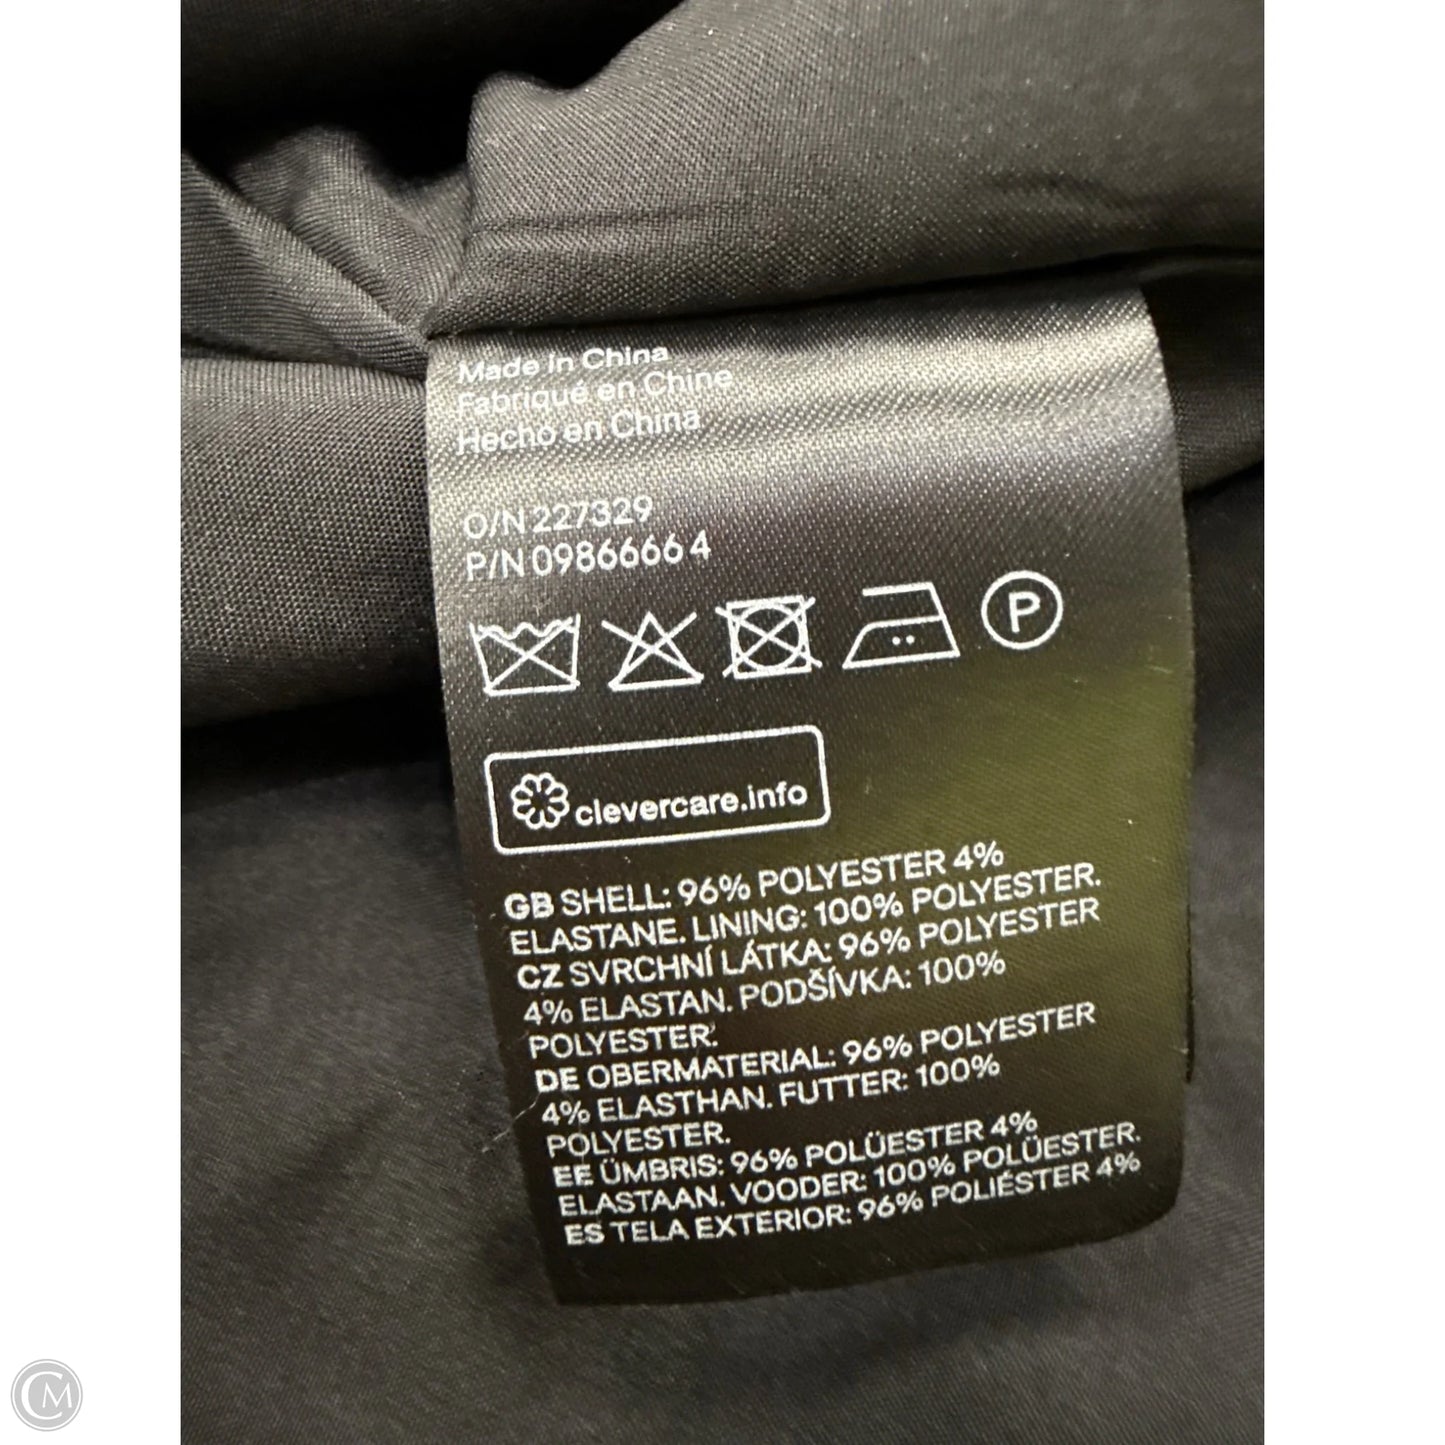 Made in China
Fabriqué en Chine
Hecho en China
O/N 227329
P/N 09866664
P
clevercare.info
GB SHELL: 96% POLYESTER 4%
ELASTANE. LINING: 100% POLYESTER.
CZ SVRCHNÍ LÁTKA: 96% POLYESTER
4% ELASTAN. PODŠÍVKA: 100%
POLYESTER.
DE OBERMATERIAL: 96% POLYESTER
4% ELASTHAN. FUTTER: 100%
POLYESTER.
EE ÜMBRIS: 96% POLÜESTER 4%
ELASTAAN. VOODER: 100% POLÜESTER.
ES TELA EXTERIOR: 96% POLIÉSTER 4%
CM